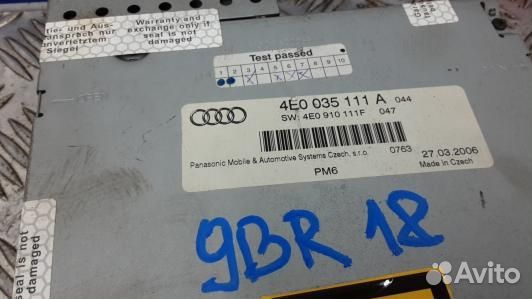 tier und Aus-
anspruch nur
unverletztem
Siegel
Warranty and
exchange only if
seal is not
damaged
Test passed
1 2 3 4 5 6 7 8 9 10
4E0 035 111 A 044
SW: 4E0 910 111F 047
Panasonic Mobile & Automotive Systems Czech, s.r.o. 0763
27.03.2006
PM6
Made in Czech
9BR 18
seal is not
damaged
Avito